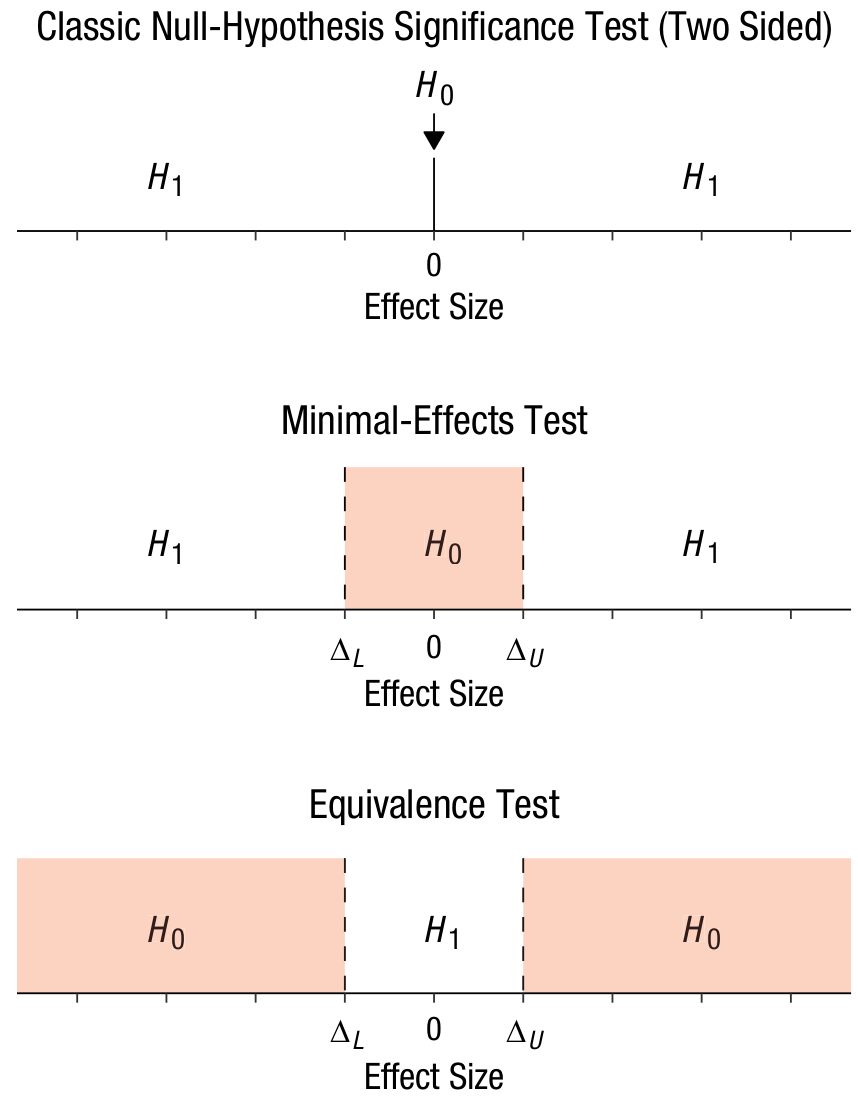 Classic Null-Hypothesis Significance Test (Two Sided)
H0
H1 H1
0
Effect Size
Minimal-Effects Test
H1 H0 H1
ΔL 0 ΔU
Effect Size
Equivalence Test
H0 H1 H0
ΔL 0 ΔU
Effect Size